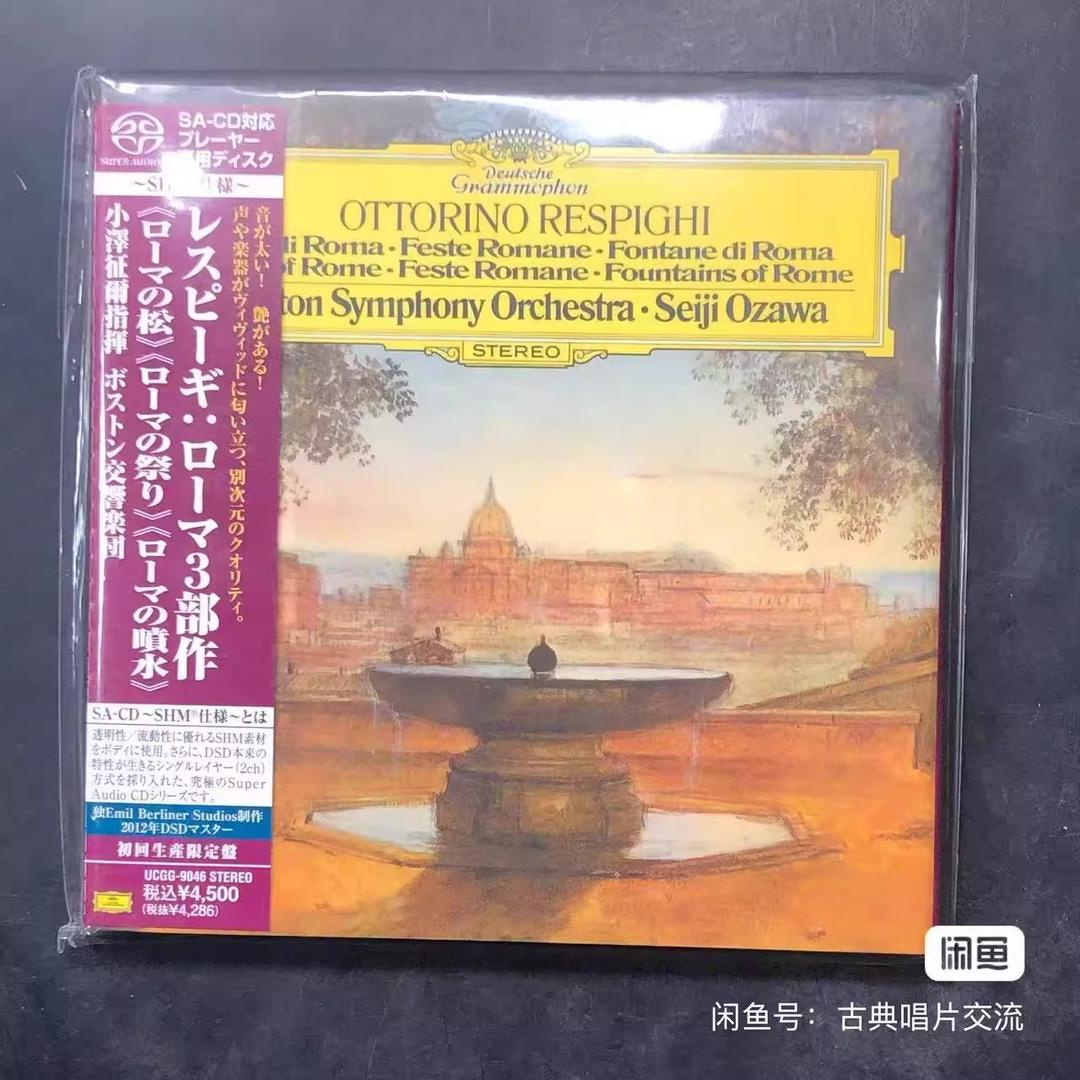 SA-CD対応
プレーヤー
用ディスク
SUPER AUDIO
仕様～
音が太い！ 艶がある！
声や楽器がヴィヴィッドに匂い立つ、別次元のクオリティ。
レスピーギ：ローマ3部作
《ローマの松》《ローマの祭り》《ローマの噴水》
小澤征爾指揮 ボストン交響楽団
SA-CD～SHM®仕様～とは
透明性／流動性に優れるSHM素材
をボディに使用。さらに、DSD本来の
特性が生きるシングルレイヤー(2ch)
方式を採り入れた、究極のSuper
Audio CDシリーズです。
独Emil Berliner Studios制作
2012年DSDマスター
初回生産限定盤
UCGG-9046 STEREO
税込¥4,500
(税抜¥4,286)
Deutsche
Grammophon
OTTORINO RESPIGHI
di Roma · Feste Romane · Fontane di Roma
of Rome · Feste Romane · Fountains of Rome
ton Symphony Orchestra · Seiji Ozawa
STEREO
闲鱼
闲鱼号：古典唱片交流